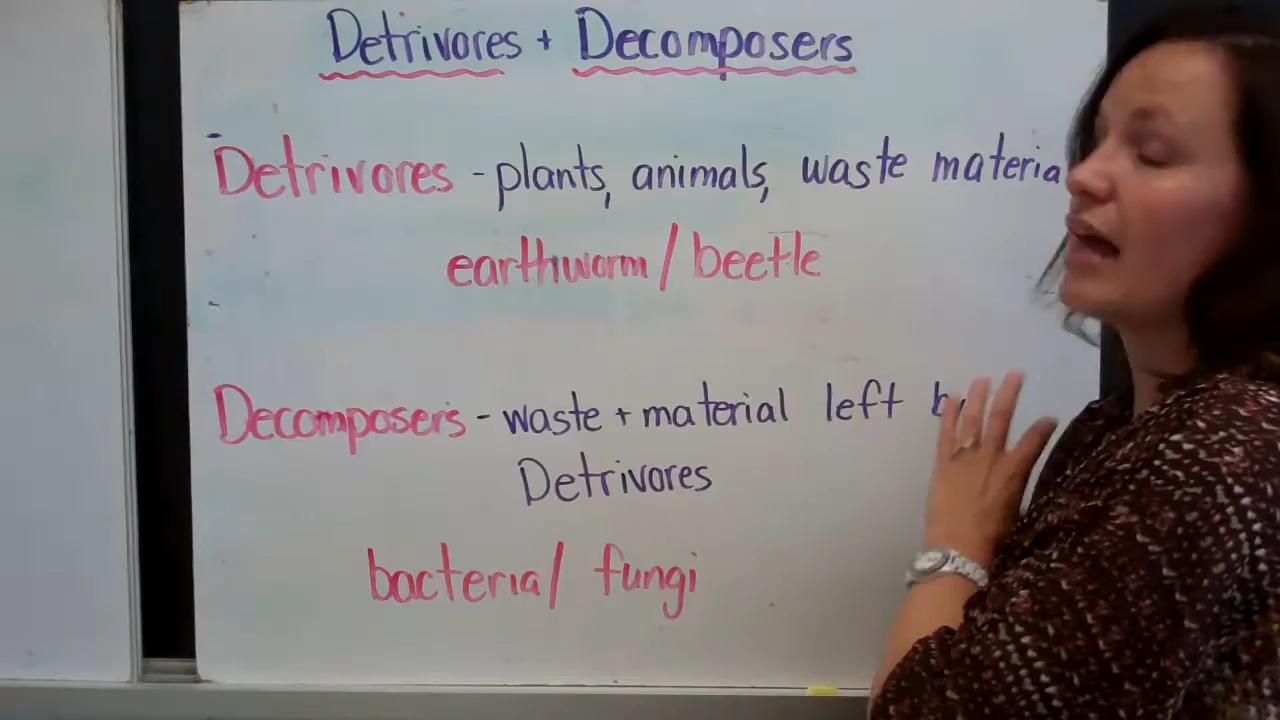 Detrivores + Decomposers
Detrivores - plants, animals, waste materia
earthworm / beetle
Decomposers - waste + material left
Detrivores
bacteria / fungi